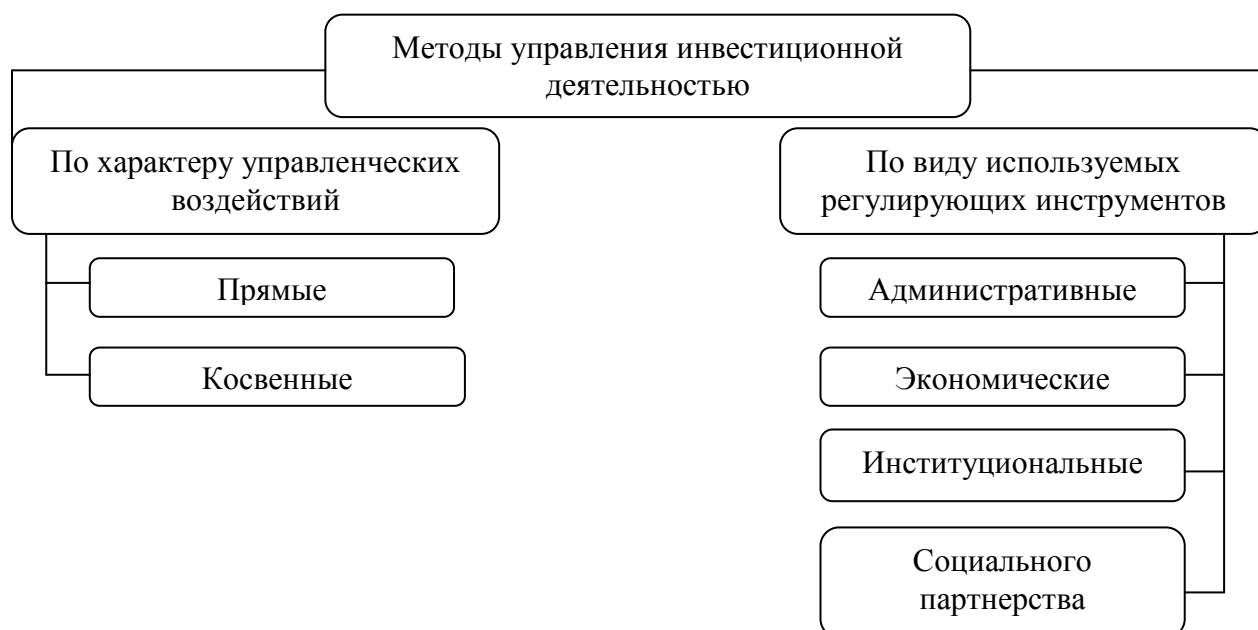 Методы управления инвестиционной
деятельностью
По характеру управленческих
воздействий
Прямые
Косвенные
По виду используемых
регулирующих инструментов
Административные
Экономические
Институциональные
Социального
партнерства